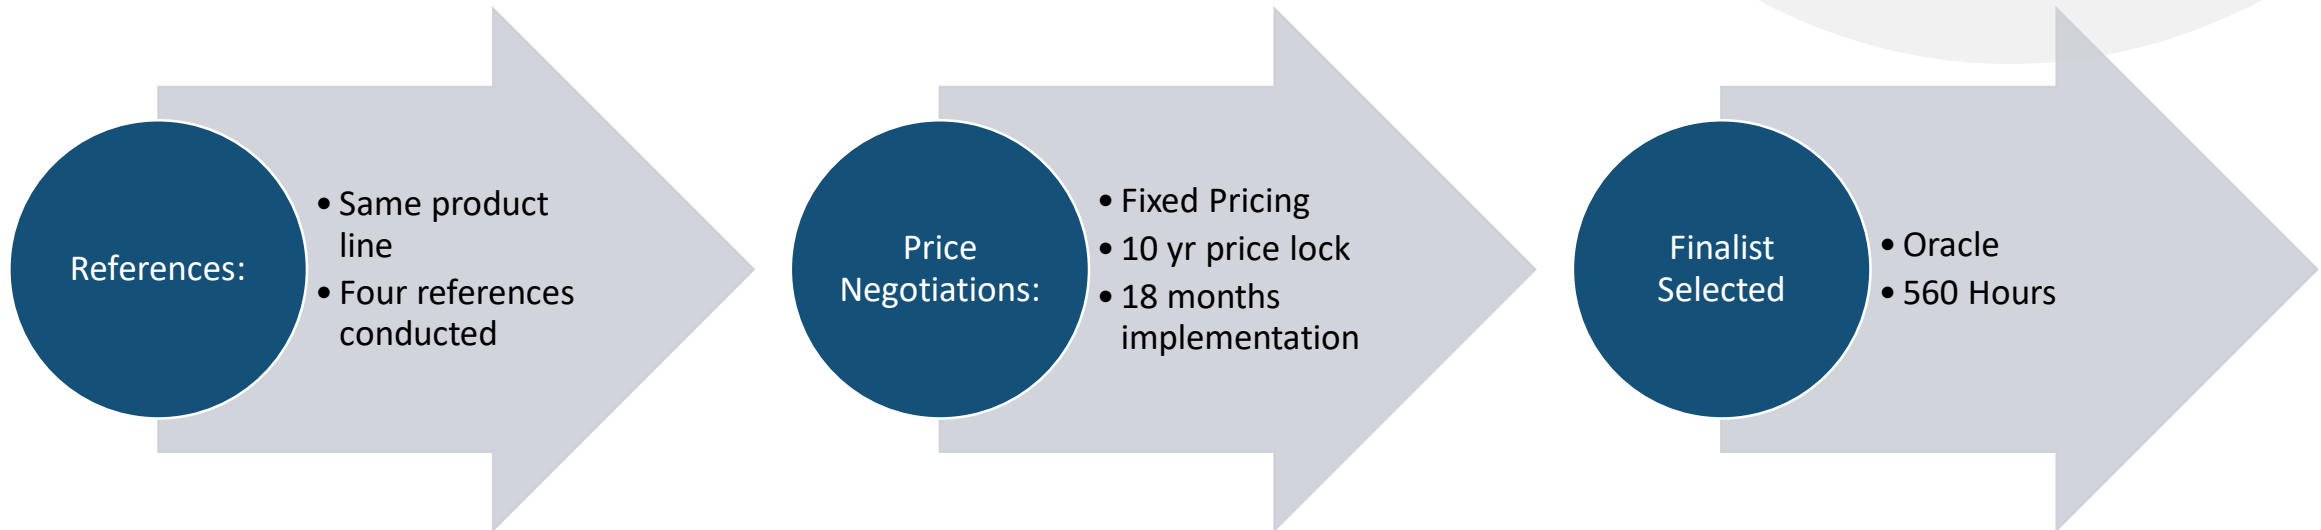 References:
• Same product
line
• Four references
conducted
Price
Negotiations:
• Fixed Pricing
• 10 yr price lock
• 18 months
implementation
Finalist
Selected
• Oracle
• 560 Hours